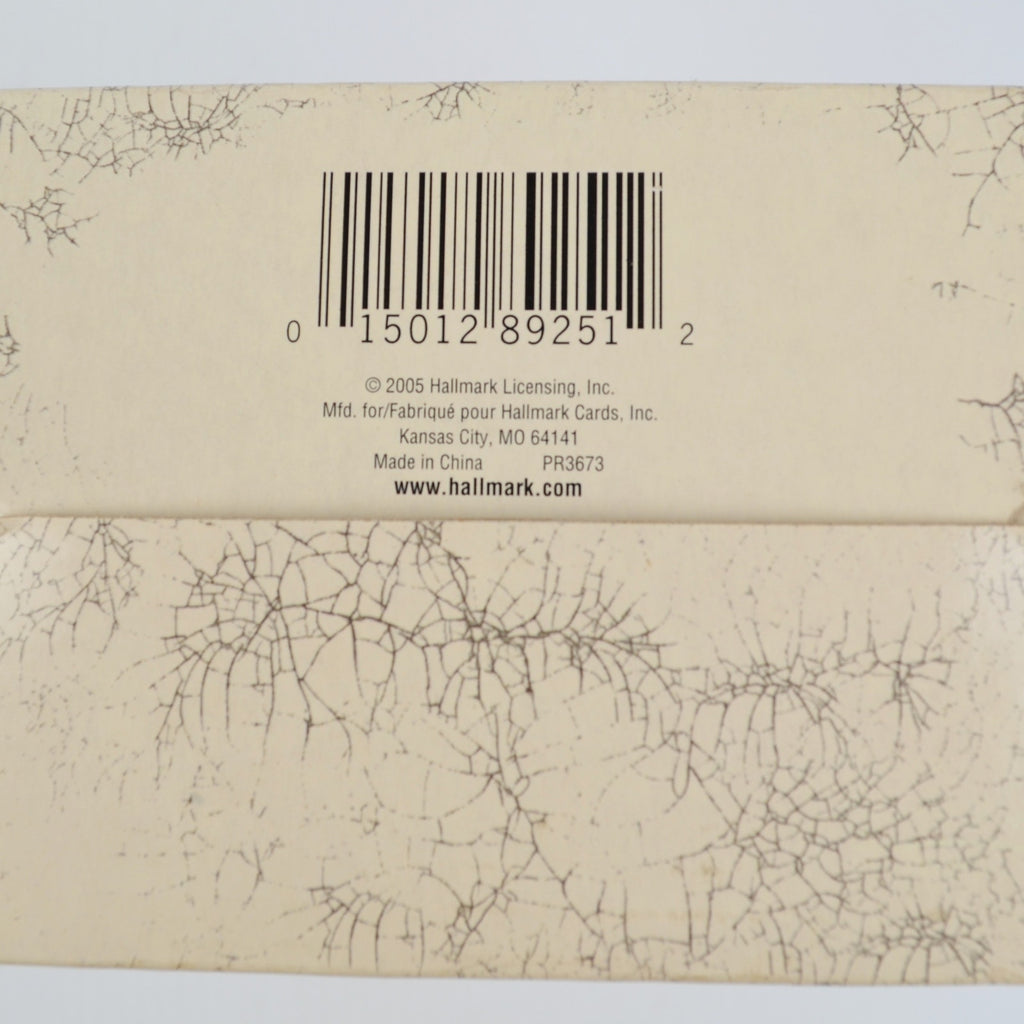 0 15012 89251 2
© 2005 Hallmark Licensing, Inc.
Mfd. for/Fabriqué pour Hallmark Cards, Inc.
Kansas City, MO 64141
Made in China PR3673
www.hallmark.com